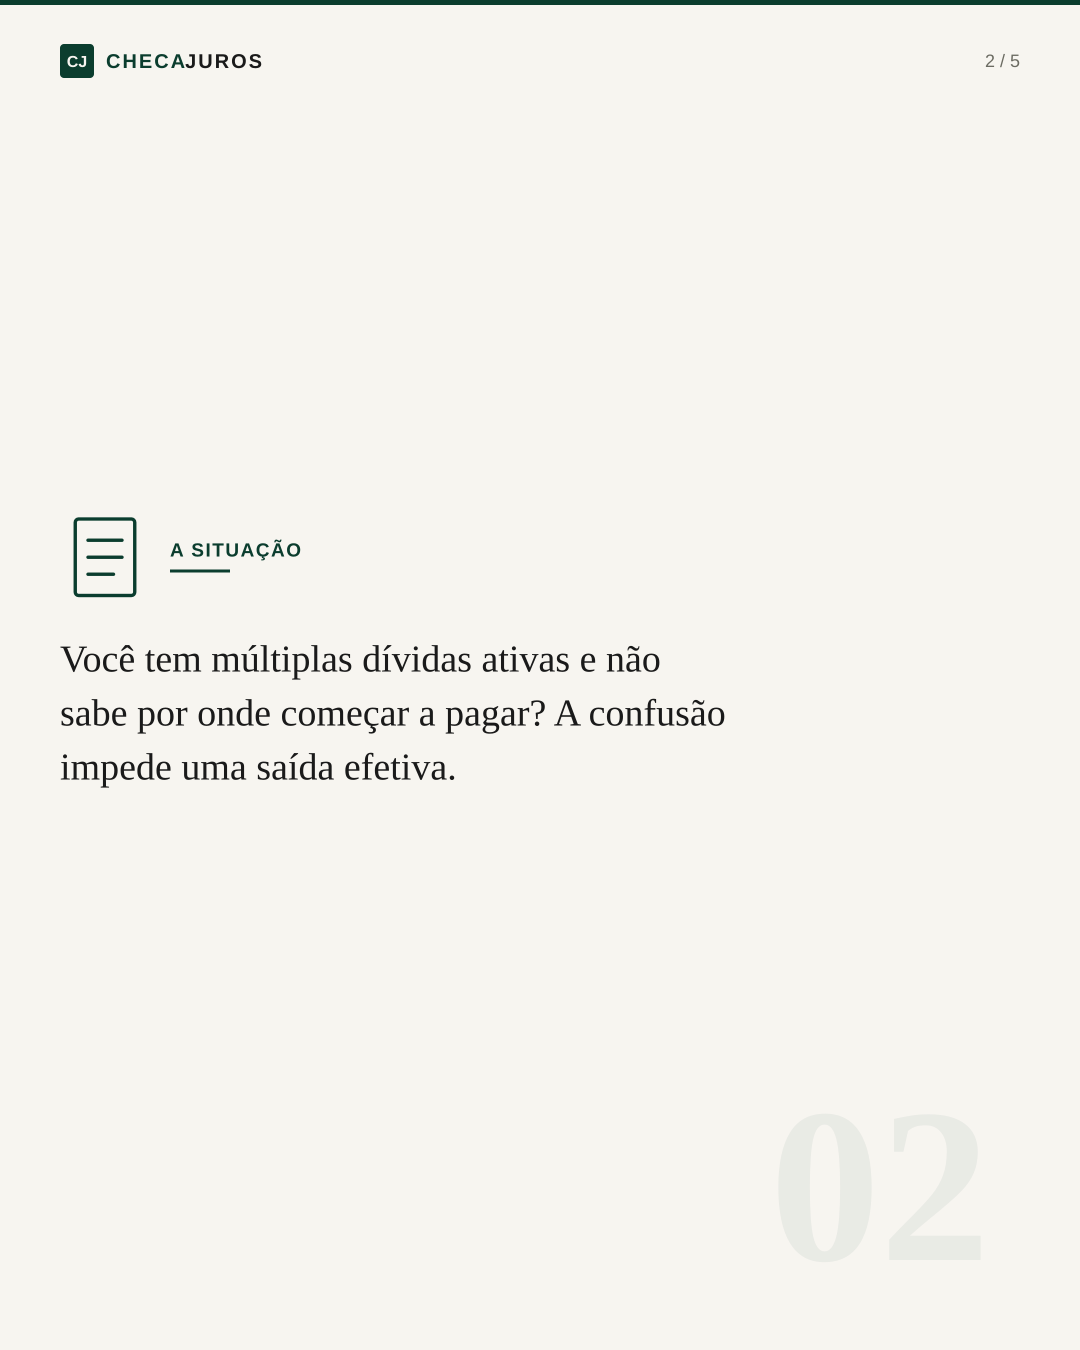 CJ CHECAJUROS
2 / 5
A SITUAÇÃO
Você tem múltiplas dívidas ativas e não
sabe por onde começar a pagar? A confusão
impede uma saída efetiva.
02